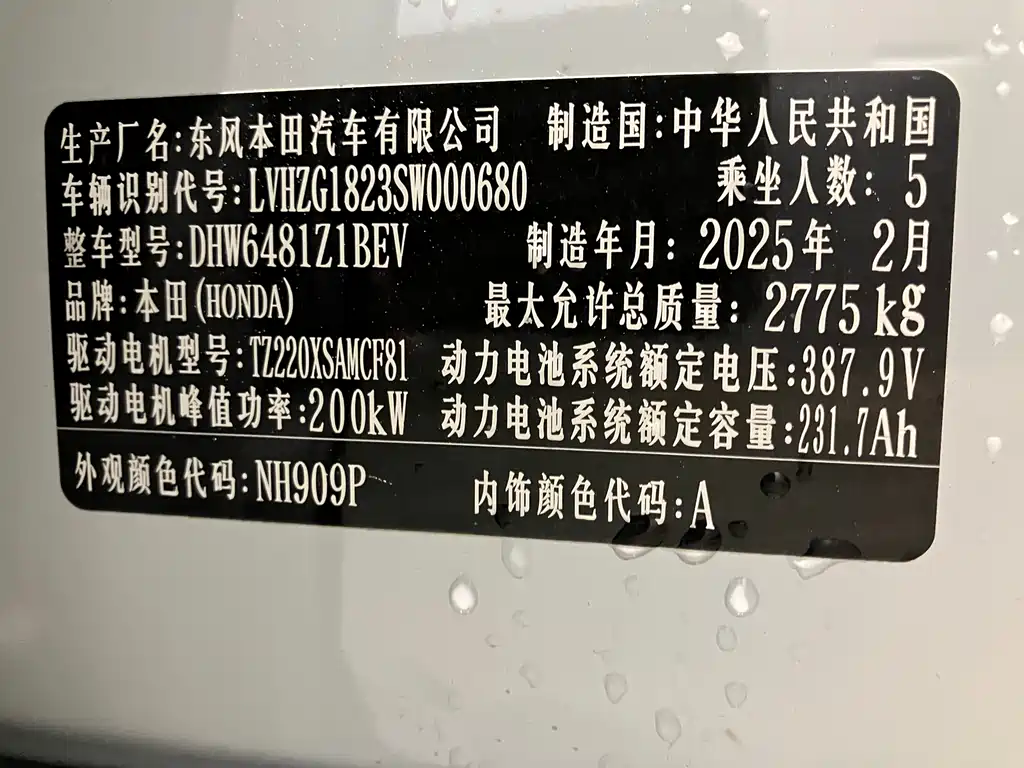 生产厂名:东风本田汽车有限公司 制造国:中华人民共和国
车辆识别代号:LVHZG1823SW000680 乘坐人数: 5
整车型号:DHW6481Z1BEV 制造年月: 2025年 2月
品牌:本田(HONDA) 最大允许总质量: 2775kg
驱动电机型号:TZ220XSAMCF81 动力电池系统额定电压:387.9V
驱动电机峰值功率:200kW 动力电池系统额定容量:231.7Ah
外观颜色代码:NH909P 内饰颜色代码:A